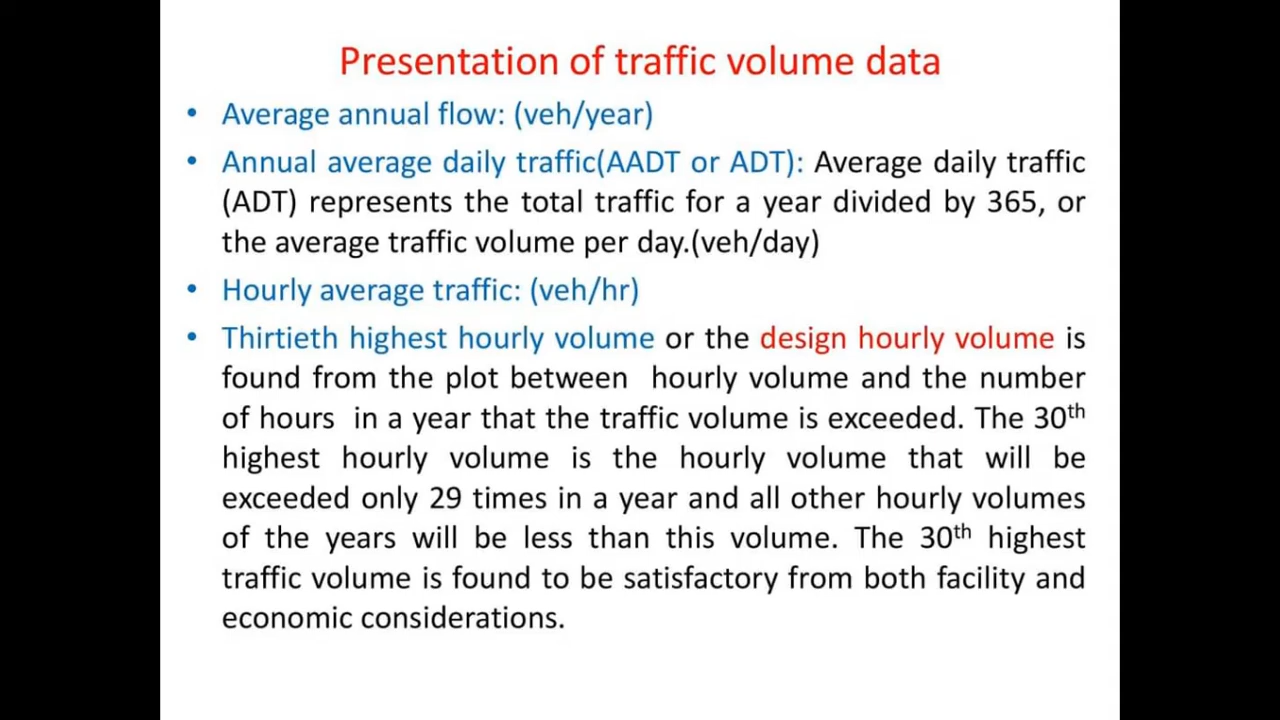 Presentation of traffic volume data
• Average annual flow: (veh/year)
• Annual average daily traffic(AADT or ADT): Average daily traffic
(ADT) represents the total traffic for a year divided by 365, or
the average traffic volume per day.(veh/day)
• Hourly average traffic: (veh/hr)
• Thirtieth highest hourly volume or the design hourly volume is
found from the plot between hourly volume and the number
of hours in a year that the traffic volume is exceeded. The 30th
highest hourly volume is the hourly volume that will be
exceeded only 29 times in a year and all other hourly volumes
of the years will be less than this volume. The 30th highest
traffic volume is found to be satisfactory from both facility and
economic considerations.